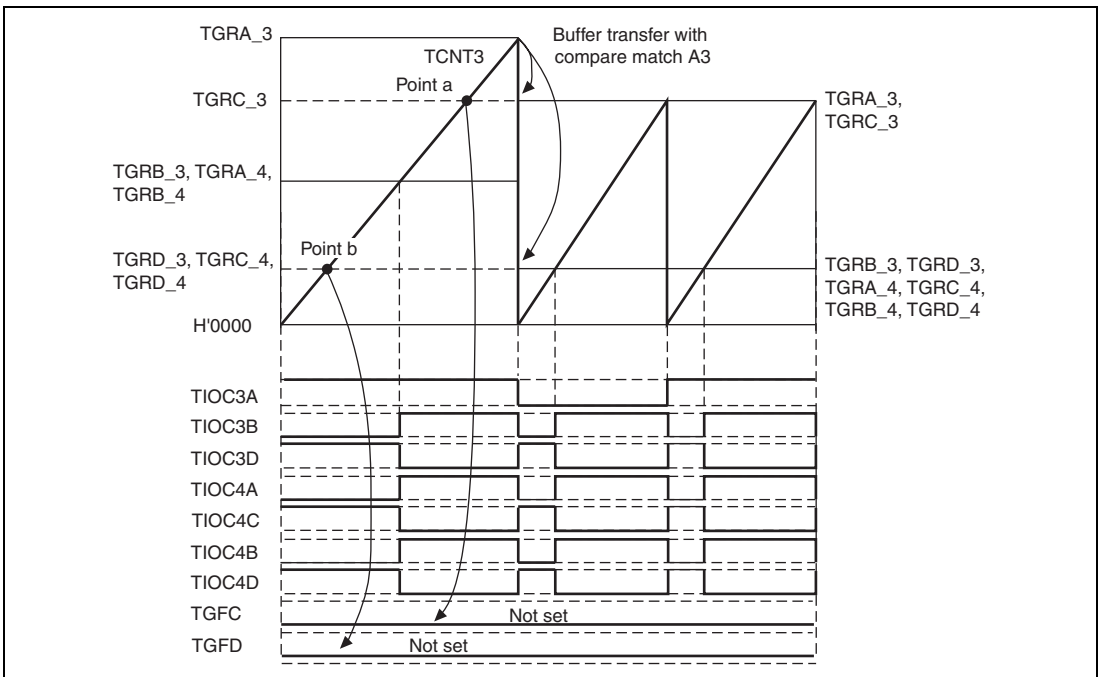 TGRA_3
TCNT3
Buffer transfer with
compare match A3
Point a
TGRC_3
TGRA_3,
TGRC_3
TGRB_3, TGRA_4,
TGRB_4
Point b
TGRD_3, TGRC_4,
TGRD_4
TGRB_3, TGRD_3,
TGRA_4, TGRC_4,
TGRB_4, TGRD_4
H'0000
TIOC3A
TIOC3B
TIOC3D
TIOC4A
TIOC4C
TIOC4B
TIOC4D
TGFC
Not set
TGFD
Not set